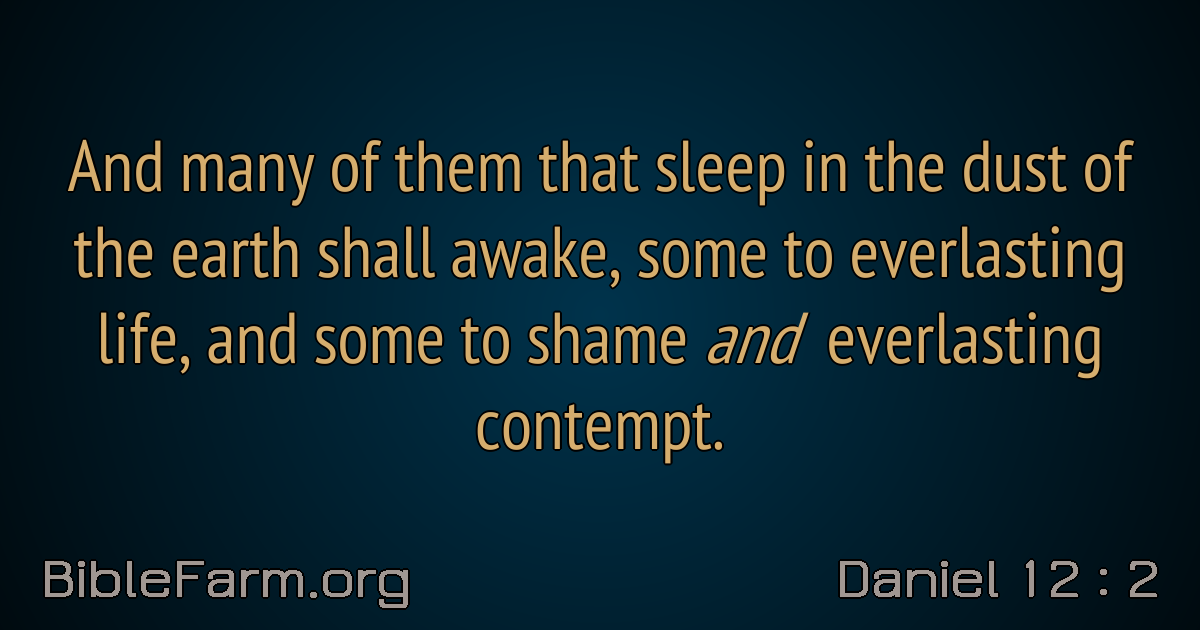 And many of them that sleep in the dust of
the earth shall awake, some to everlasting
life, and some to shame and everlasting
contempt.
BibleFarm.org
Daniel 12 : 2